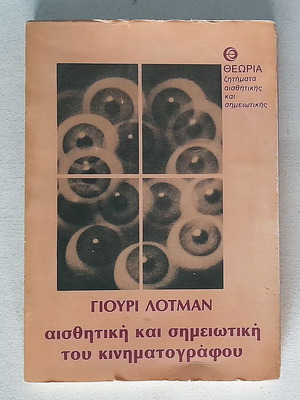 ΘΕΩΡΙΑ
ζητήματα
αισθητικής
και
σημειωτικής
ΓΙΟΥΡΙ ΛΟΤΜΑΝ
αισθητική και σημειωτική
του κινηματογράφου